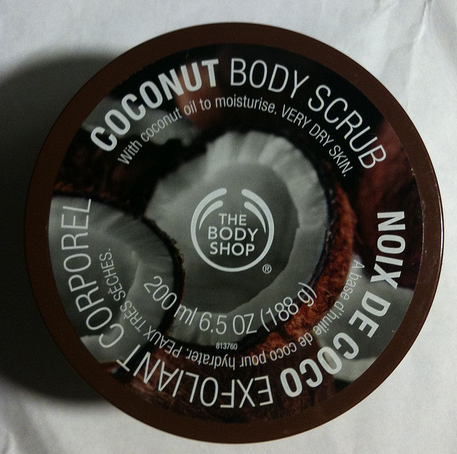 COCONUT BODY SCRUB
With coconut oil to moisturise. VERY DRY SKIN.
THE
BODY
SHOP
®
200 ml 6.5 OZ (188 g)
813760
NOIX DE COCO EXFOLIANT CORPOREL
A base d'huile de coco pour hydrater. PEAUX TRÈS SÈCHES.